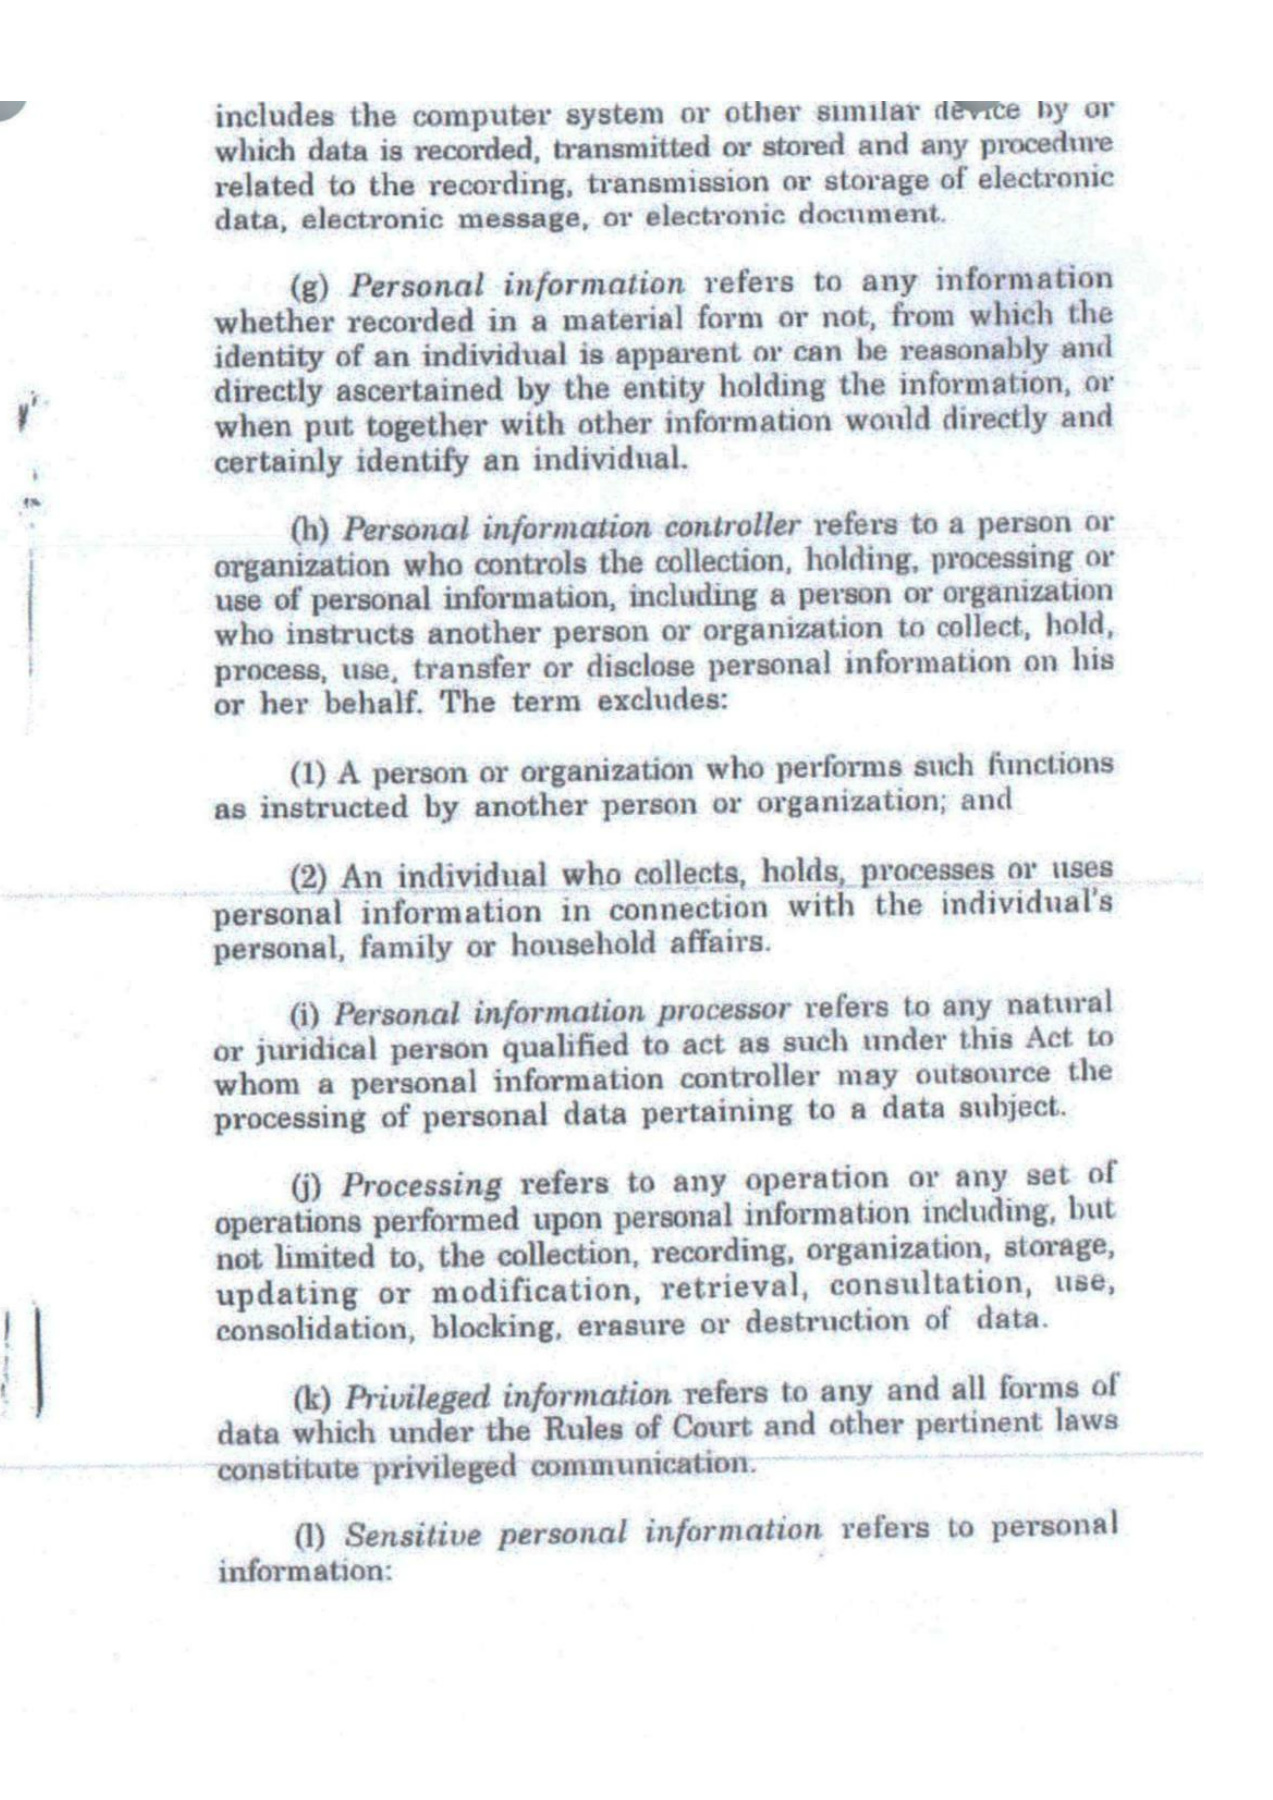 includes the computer system or other similar device by or
which data is recorded, transmitted or stored and any procedure
related to the recording, transmission or storage of electronic
data, electronic message, or electronic document.
(g) Personal information refers to any information
whether recorded in a material form or not, from which the
identity of an individual is apparent or can be reasonably and
directly ascertained by the entity holding the information, or
when put together with other information would directly and
certainly identify an individual.
(h) Personal information controller refers to a person or
organization who controls the collection, holding, processing or
use of personal information, including a person or organization
who instructs another person or organization to collect, hold,
process, use, transfer or disclose personal information on his
or her behalf. The term excludes:
(1) A person or organization who performs such functions
as instructed by another person or organization; and
(2) An individual who collects, holds, processes or uses
personal information in connection with the individual's
personal, family or household affairs.
(i) Personal information processor refers to any natural
or juridical person qualified to act as such under this Act to
whom a personal information controller may outsource the
processing of personal data pertaining to a data subject.
(j) Processing refers to any operation or any set of
operations performed upon personal information including, but
not limited to, the collection, recording, organization, storage,
updating or modification, retrieval, consultation, use,
consolidation, blocking, erasure or destruction of data.
(k) Privileged information refers to any and all forms of
data which under the Rules of Court and other pertinent laws
constitute privileged communication.
(l) Sensitive personal information refers to personal
information: